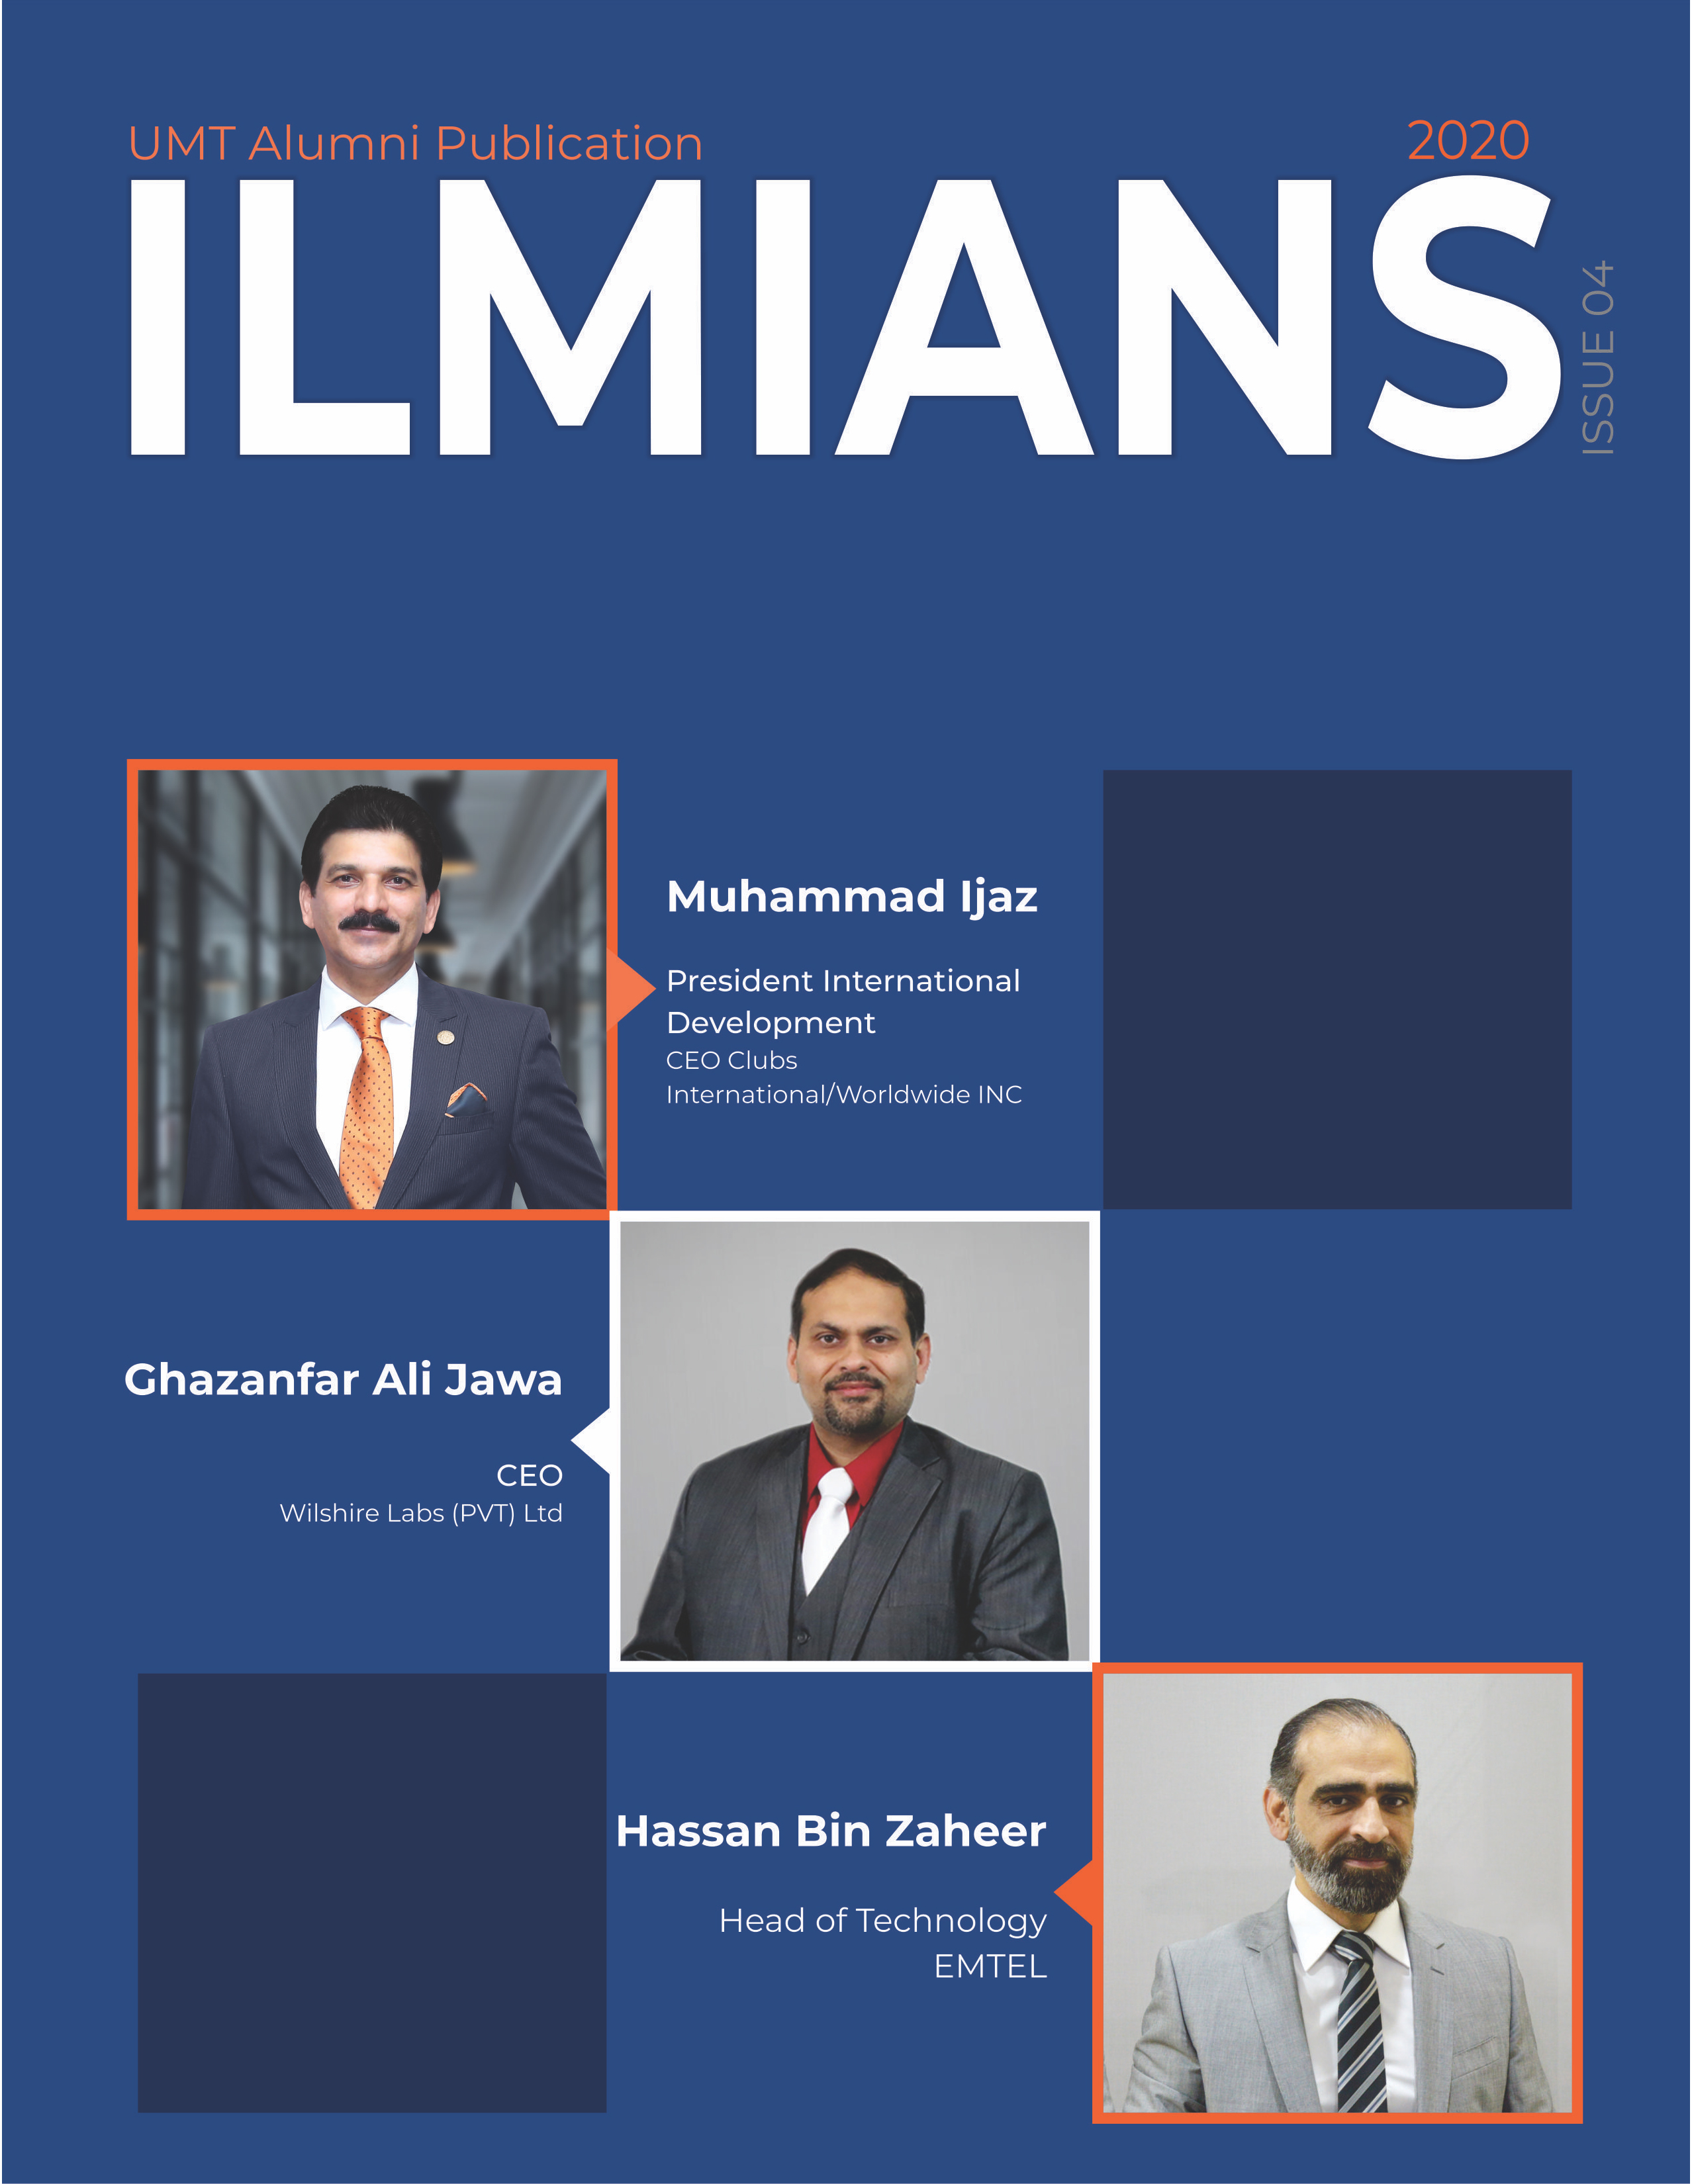 UMT Alumni Publication
2020
ILMIANS
ISSUE 04
Muhammad Ijaz
President International
Development
CEO Clubs
International/Worldwide INC
Ghazanfar Ali Jawa
CEO
Wilshire Labs (PVT) Ltd
Hassan Bin Zaheer
Head of Technology
EMTEL